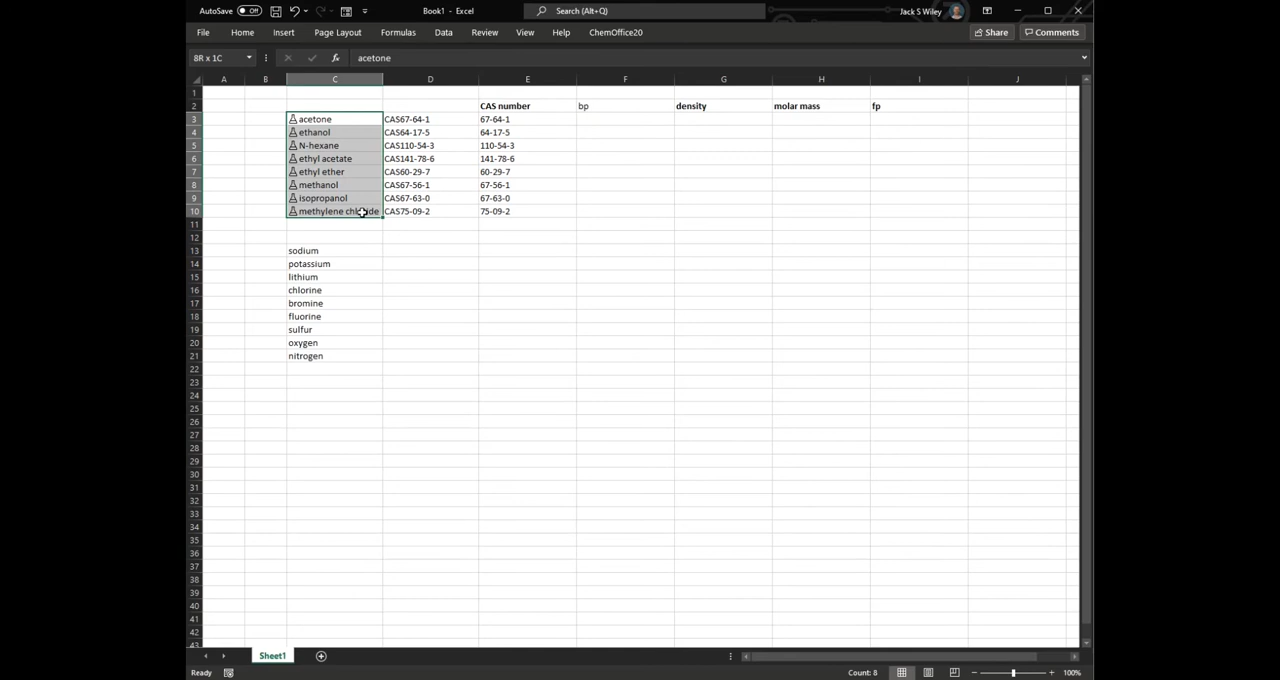 AutoSave Off Book1 - Excel Search (Alt+Q) Jack S Wiley
File Home Insert Page Layout Formulas Data Review View Help ChemOffice20 Share Comments
8R x 1C fx acetone
A B C D E F G H I J
1
2 CAS number bp density molar mass fp
3 acetone CAS67-64-1 67-64-1
4 ethanol CAS64-17-5 64-17-5
5 N-hexane CAS110-54-3 110-54-3
6 ethyl acetate CAS141-78-6 141-78-6
7 ethyl ether CAS60-29-7 60-29-7
8 methanol CAS67-56-1 67-56-1
9 isopropanol CAS67-63-0 67-63-0
10 methylene chloride CAS75-09-2 75-09-2
11
12
13 sodium
14 potassium
15 lithium
16 chlorine
17 bromine
18 fluorine
19 sulfur
20 oxygen
21 nitrogen
22
23
24
25
26
27
28
29
30
31
32
33
34
35
36
37
38
39
40
41
42
43
Sheet1
Ready Count: 8 100%